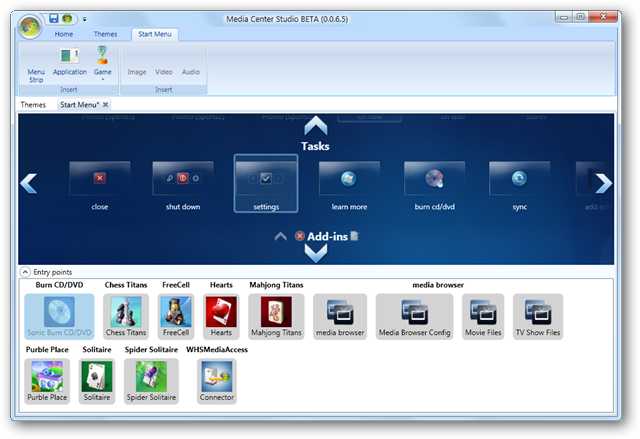 Media Center Studio BETA (0.0.6.5)
Home Themes Start Menu
Menu Strip Application Game Image Video Audio
Insert Insert
Themes Start Menu*
Tasks
close shut down settings learn more burn cd/dvd sync
Add-ins
Entry points
Burn CD/DVD Chess Titans FreeCell Hearts Mahjong Titans media browser
Sonic Burn CD/DVD Chess Titans FreeCell Hearts Mahjong Titans media browser Media Browser Config Movie Files TV Show Files
Purble Place Solitaire Spider Solitaire WHSMediaAccess
Purble Place Solitaire Spider Solitaire Connector